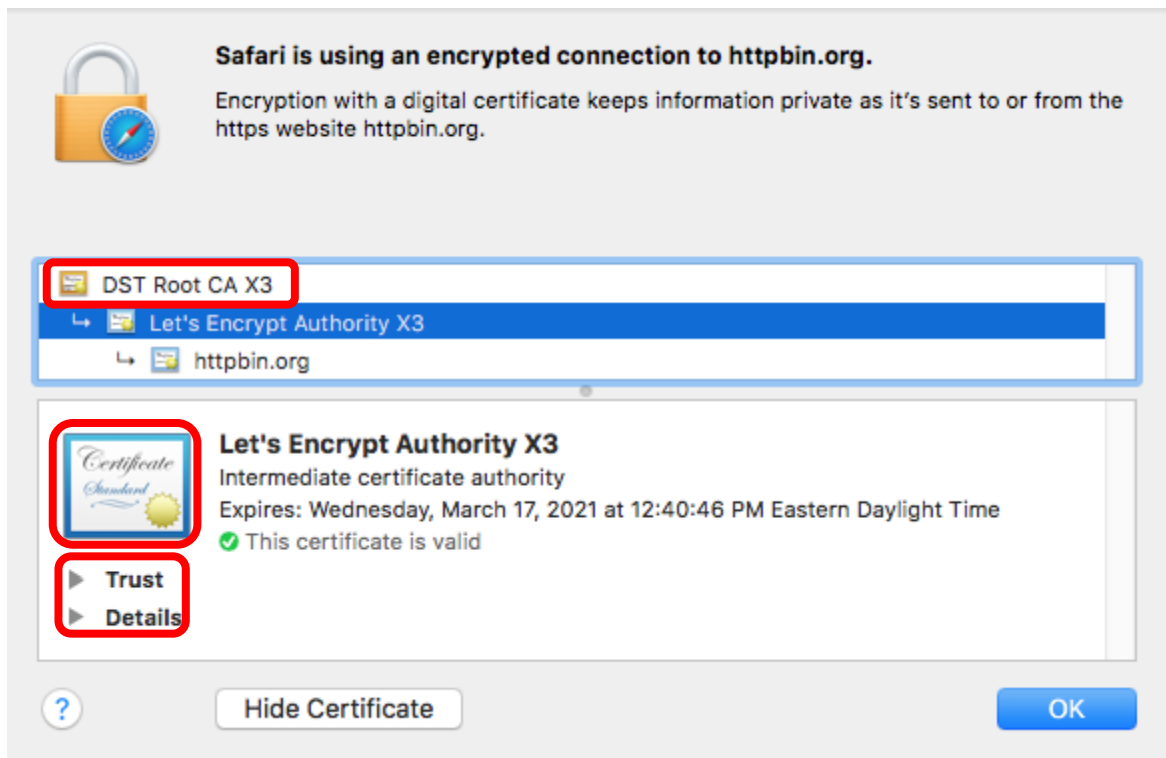 Safari is using an encrypted connection to httpbin.org.
Encryption with a digital certificate keeps information private as it's sent to or from the
https website httpbin.org.
DST Root CA X3
Let's Encrypt Authority X3
httpbin.org
Certificate
Standard
Let's Encrypt Authority X3
Intermediate certificate authority
Expires: Wednesday, March 17, 2021 at 12:40:46 PM Eastern Daylight Time
This certificate is valid
Trust
Details
?
Hide Certificate
OK